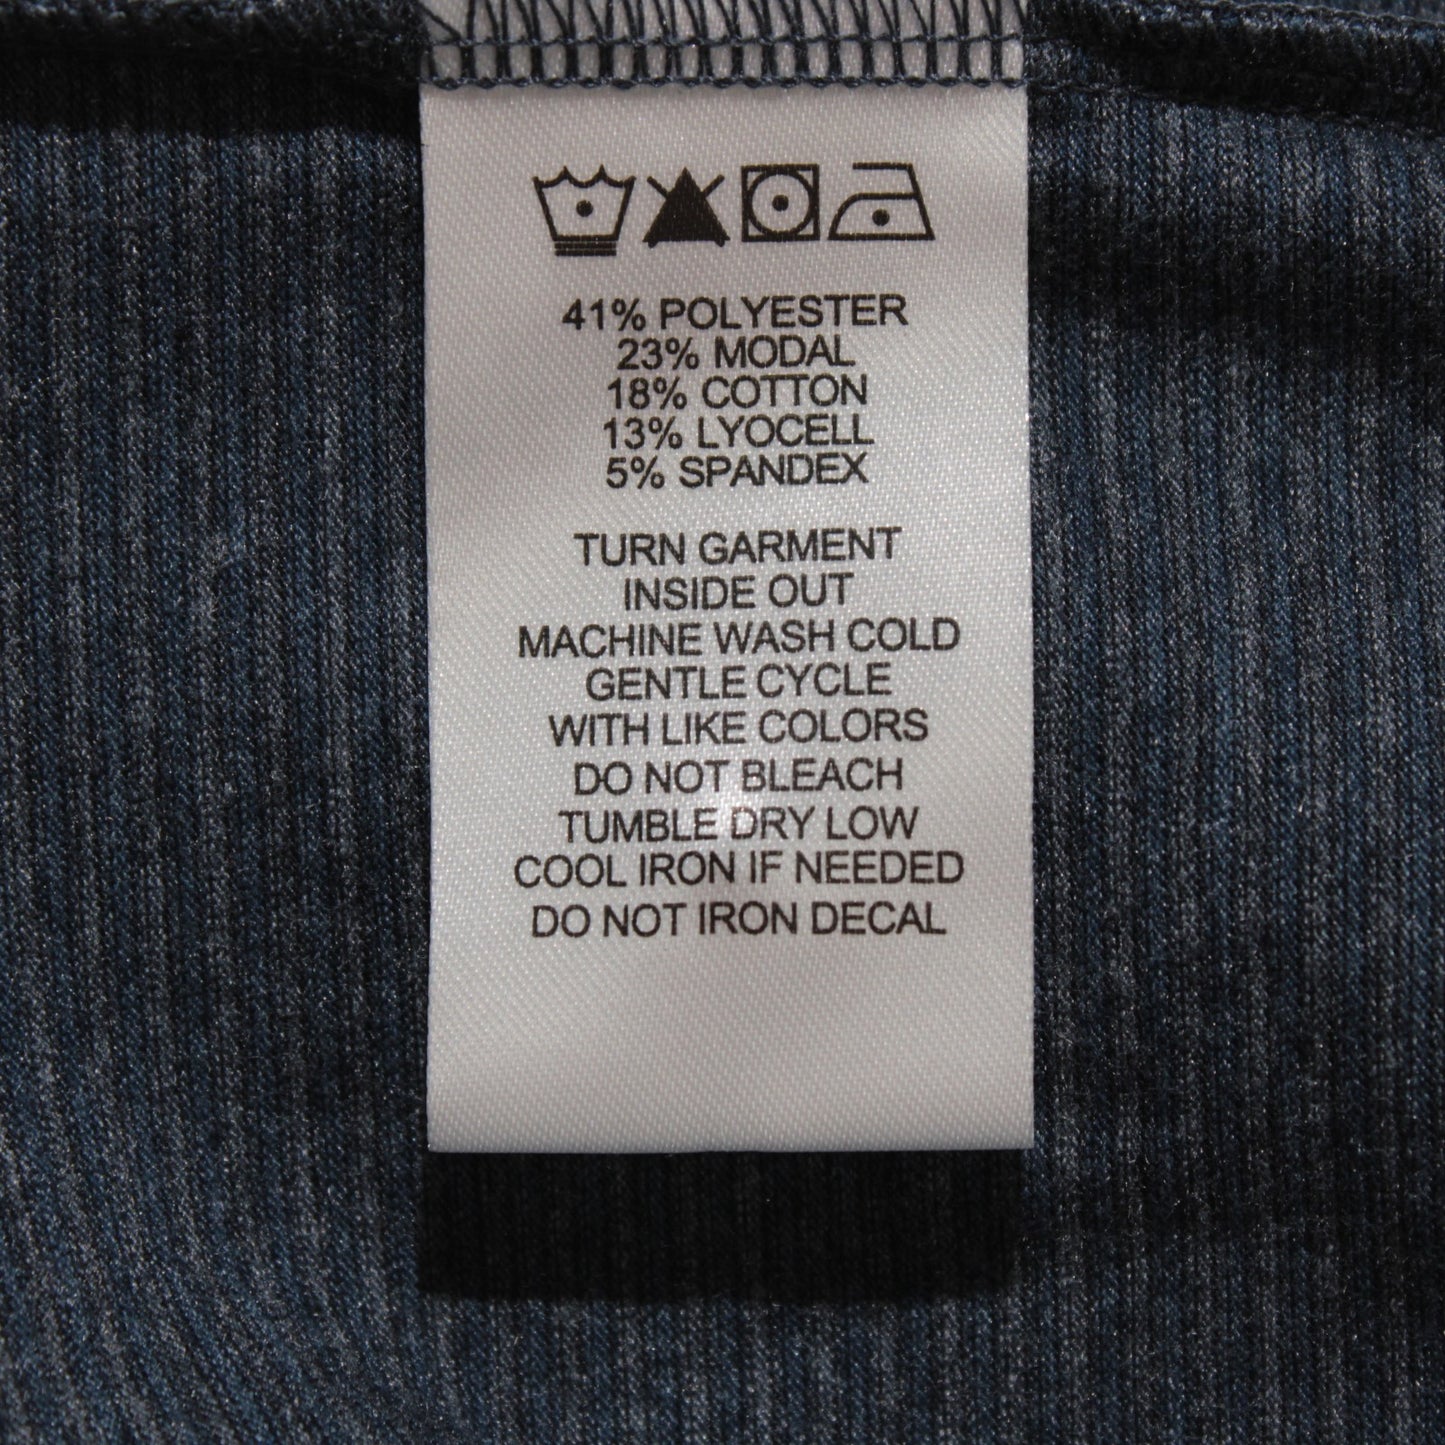 41% POLYESTER
23% MODAL
18% COTTON
13% LYOCELL
5% SPANDEX
TURN GARMENT
INSIDE OUT
MACHINE WASH COLD
GENTLE CYCLE
WITH LIKE COLORS
DO NOT BLEACH
TUMBLE DRY LOW
COOL IRON IF NEEDED
DO NOT IRON DECAL